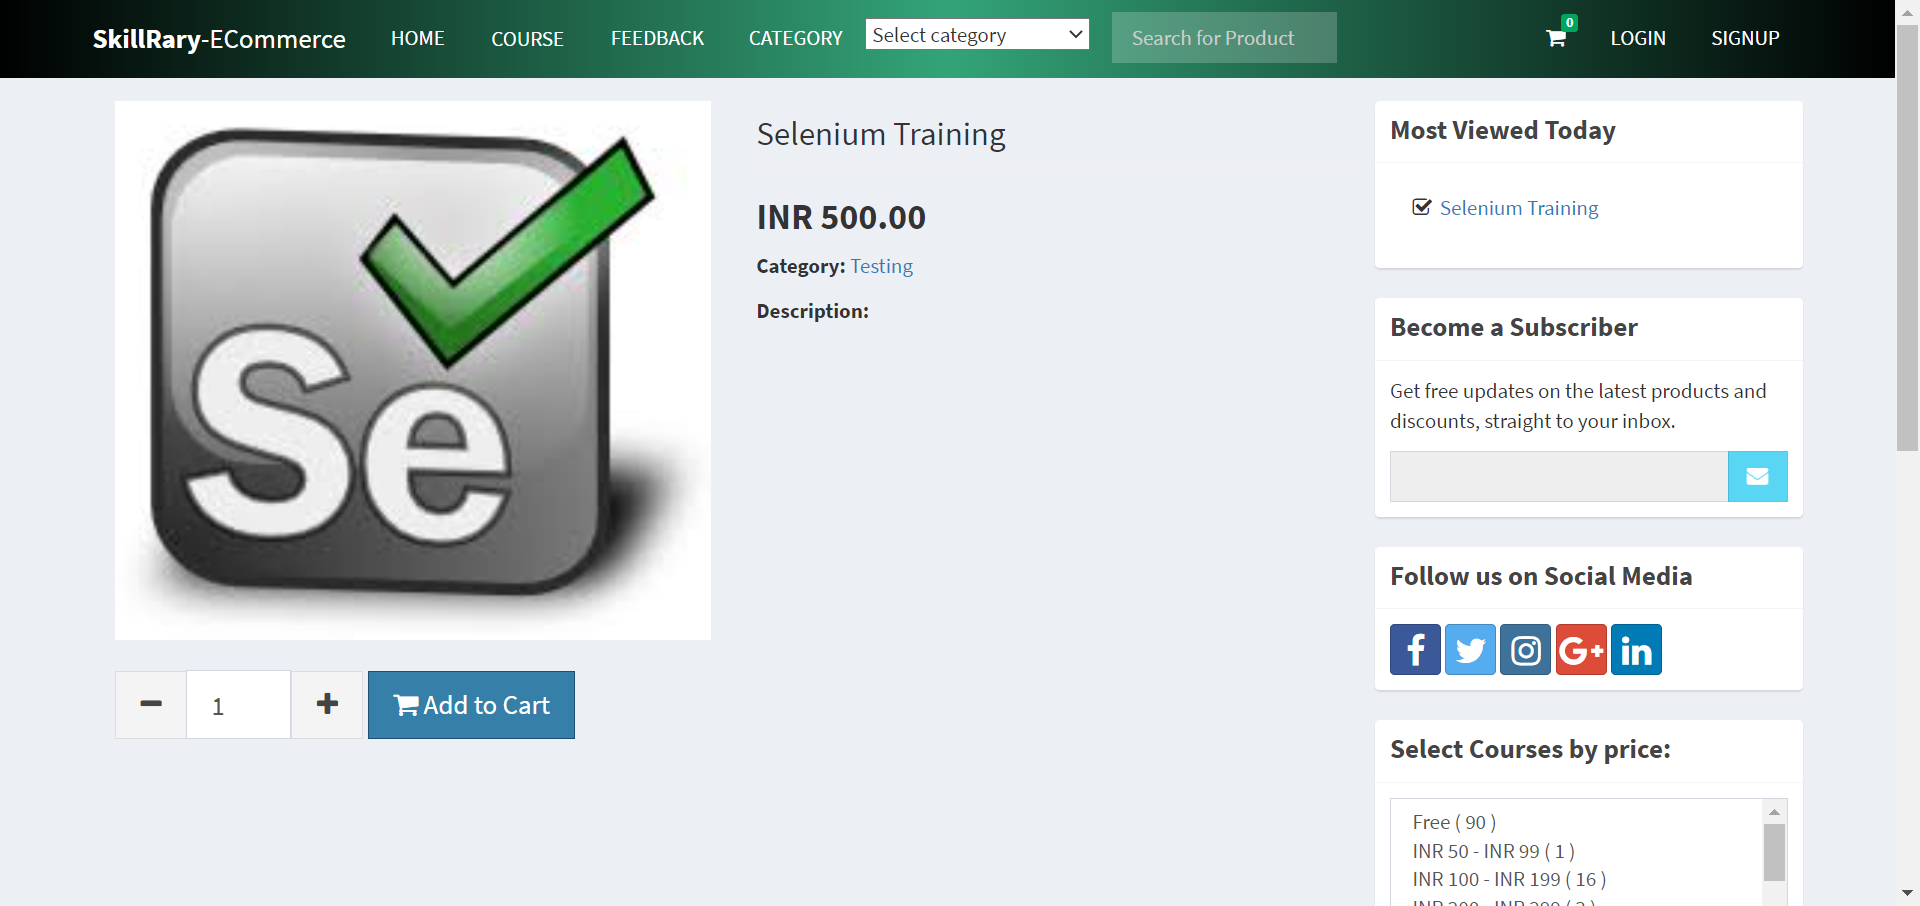 SkillRary-ECommerce
HOME
COURSE
FEEDBACK
CATEGORY
Select category
Search for Product
0
LOGIN
SIGNUP
Se
Selenium Training
INR 500.00
Category: Testing
Description:
1
Add to Cart
Most Viewed Today
Selenium Training
Become a Subscriber
Get free updates on the latest products and
discounts, straight to your inbox.
Follow us on Social Media
f
G+
in
Select Courses by price:
Free ( 90 )
INR 50 - INR 99 ( 1 )
INR 100 - INR 199 ( 16 )